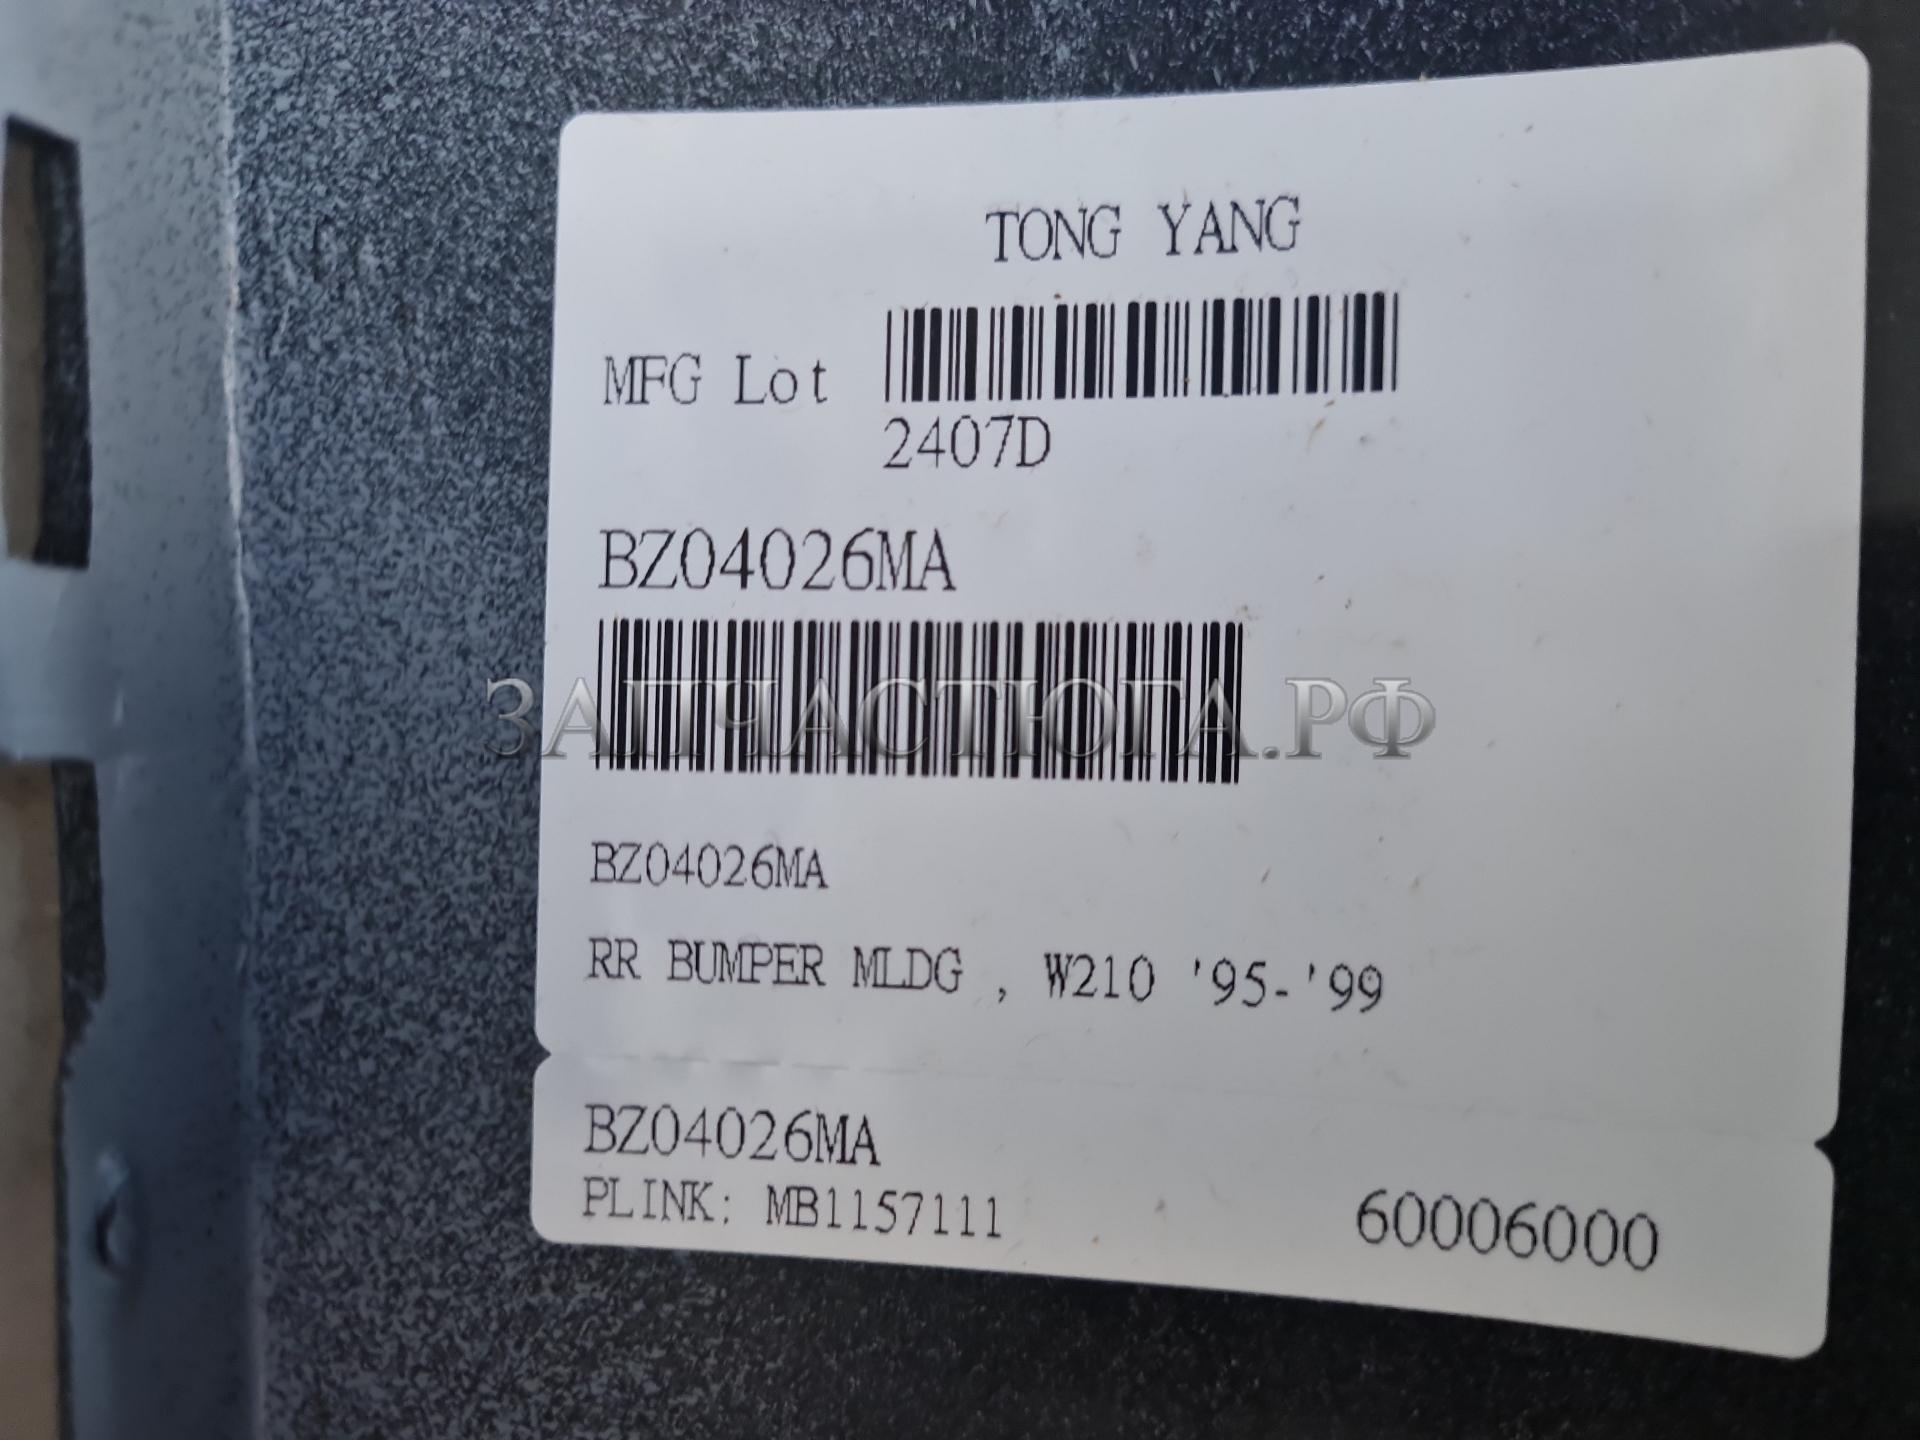 TONG YANG
MFG Lot
2407D
BZ04026MA
ЗАПЧАСТЮГА.РФ
BZ04026MA
RR BUMPER MLDG , W210 '95-'99
BZ04026MA
PLINK: MB1157111 60006000